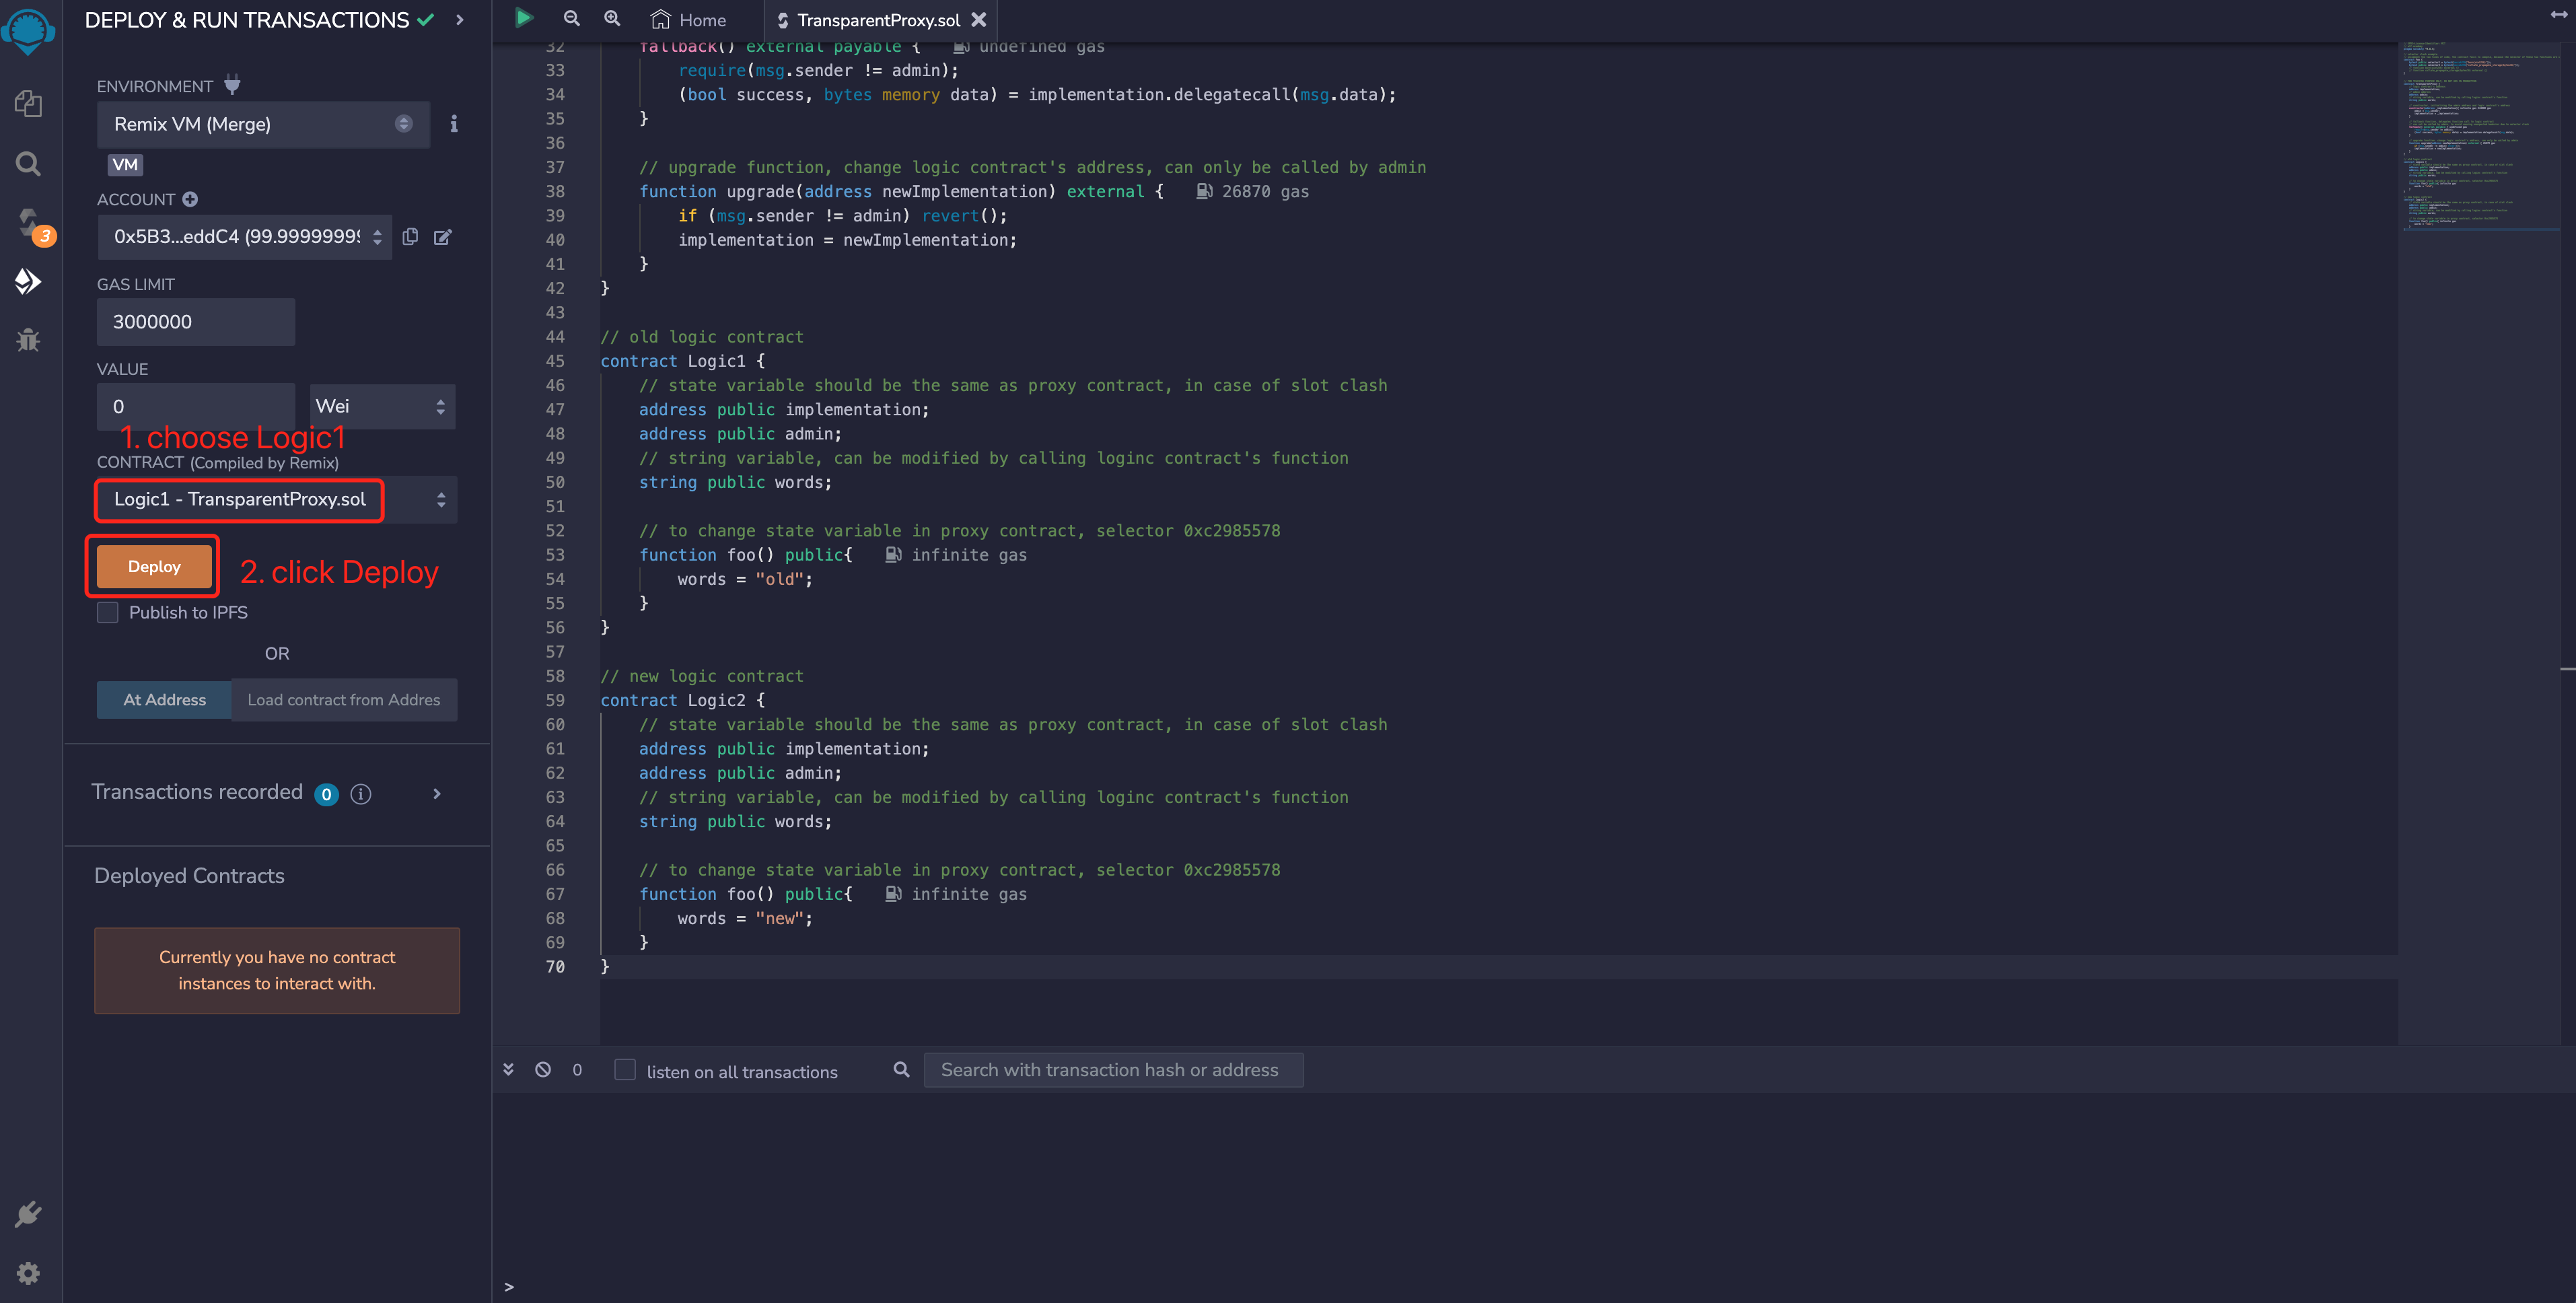 DEPLOY & RUN TRANSACTIONS
ENVIRONMENT
Remix VM (Merge)
VM
ACCOUNT
0x5B3...eddC4 (99.9999999
GAS LIMIT
3000000
VALUE
0 Wei
1. choose Logic1
CONTRACT (Compiled by Remix)
Logic1 - TransparentProxy.sol
Deploy
2. click Deploy
Publish to IPFS
OR
At Address
Load contract from Addres
Transactions recorded 0
Deployed Contracts
Currently you have no contract
instances to interact with.
3
Home
TransparentProxy.sol
32 fallback() external payable { undefined gas
33 require(msg.sender != admin);
34 (bool success, bytes memory data) = implementation.delegatecall(msg.data);
35 }
36
37 // upgrade function, change logic contract's address, can only be called by admin
38 function upgrade(address newImplementation) external { 26870 gas
39 if (msg.sender != admin) revert();
40 implementation = newImplementation;
41 }
42 }
43
44 // old logic contract
45 contract Logic1 {
46 // state variable should be the same as proxy contract, in case of slot clash
47 address public implementation;
48 address public admin;
49 // string variable, can be modified by calling loginc contract's function
50 string public words;
51
52 // to change state variable in proxy contract, selector 0xc2985578
53 function foo() public{ infinite gas
54 words = "old";
55 }
56 }
57
58 // new logic contract
59 contract Logic2 {
60 // state variable should be the same as proxy contract, in case of slot clash
61 address public implementation;
62 address public admin;
63 // string variable, can be modified by calling loginc contract's function
64 string public words;
65
66 // to change state variable in proxy contract, selector 0xc2985578
67 function foo() public{ infinite gas
68 words = "new";
69 }
70 }
0 listen on all transactions
Search with transaction hash or address
>